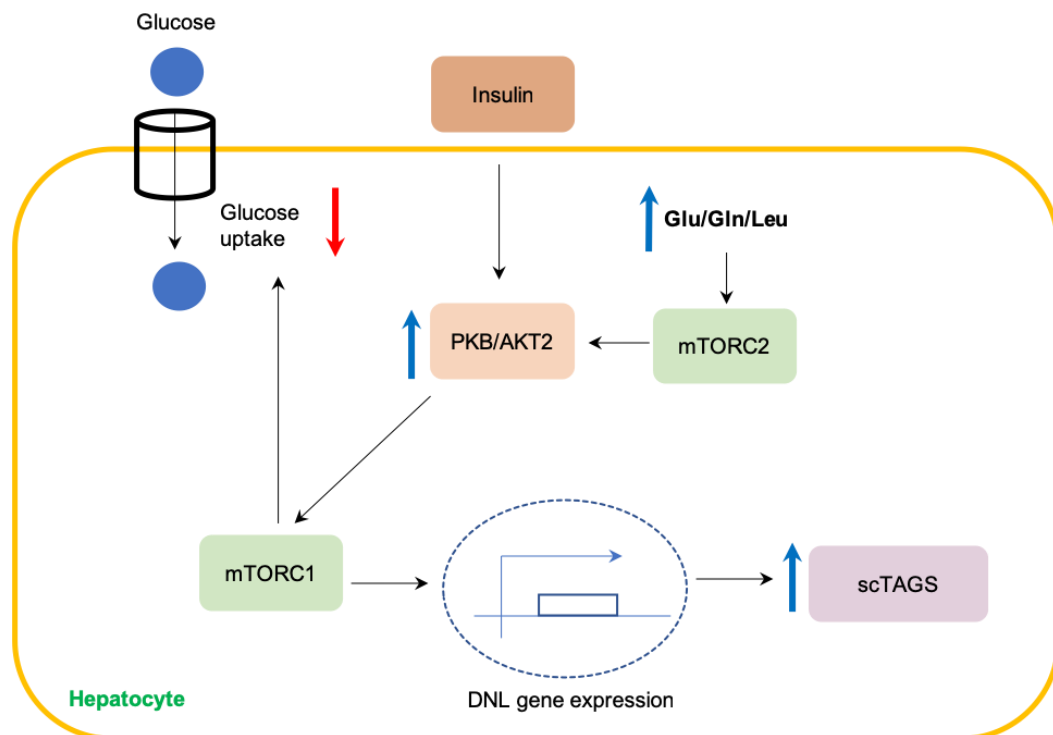 Glucose
Insulin
Glucose
uptake
Glu/Gln/Leu
PKB/AKT2
mTORC2
mTORC1
scTAGS
Hepatocyte
DNL gene expression